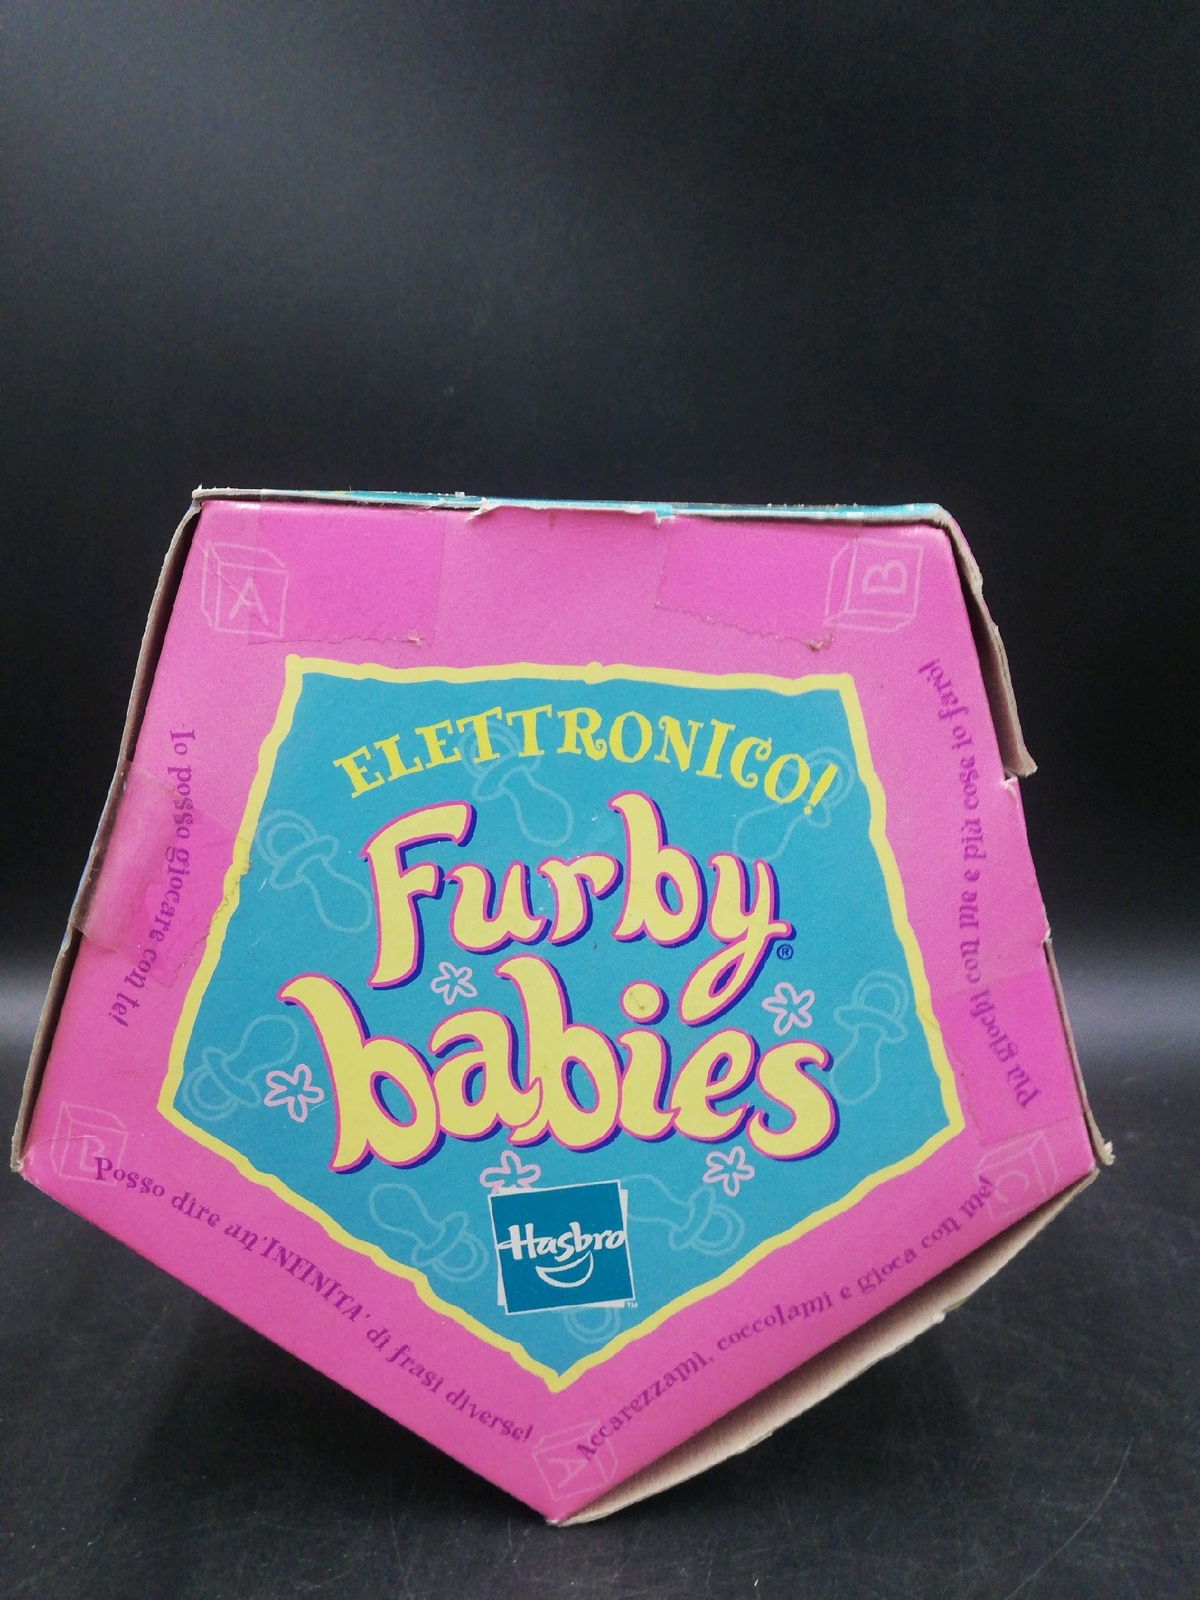 A
B
ELETTRONICO!
Furby®
babies
Hasbro
™
Io posso giocare con te!
Più giochi con me e più cose io farò!
Posso dire un'INFINITA' di frasi diverse!
Accarezzami, coccolami e gioca con me!
C
A